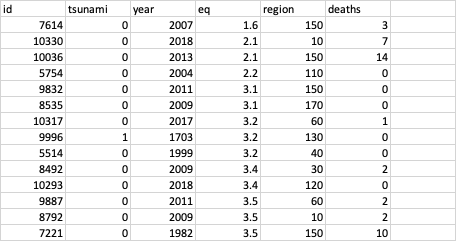 id tsunami year eq region deaths
7614 0 2007 1.6 150 3
10330 0 2018 2.1 10 7
10036 0 2013 2.1 150 14
5754 0 2004 2.2 110 0
9832 0 2011 3.1 150 0
8535 0 2009 3.1 170 0
10317 0 2017 3.2 60 1
9996 1 1703 3.2 130 0
5514 0 1999 3.2 40 0
8492 0 2009 3.4 30 2
10293 0 2018 3.4 120 0
9887 0 2011 3.5 60 2
8792 0 2009 3.5 10 2
7221 0 1982 3.5 150 10